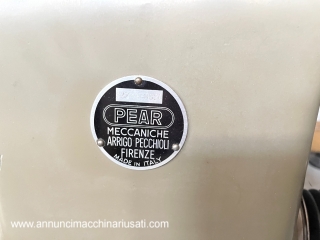 PEAR
MECCANICHE
ARRIGO PECCHIOLI
FIRENZE
MADE IN ITALY
www.annuncimacchinariusati.com